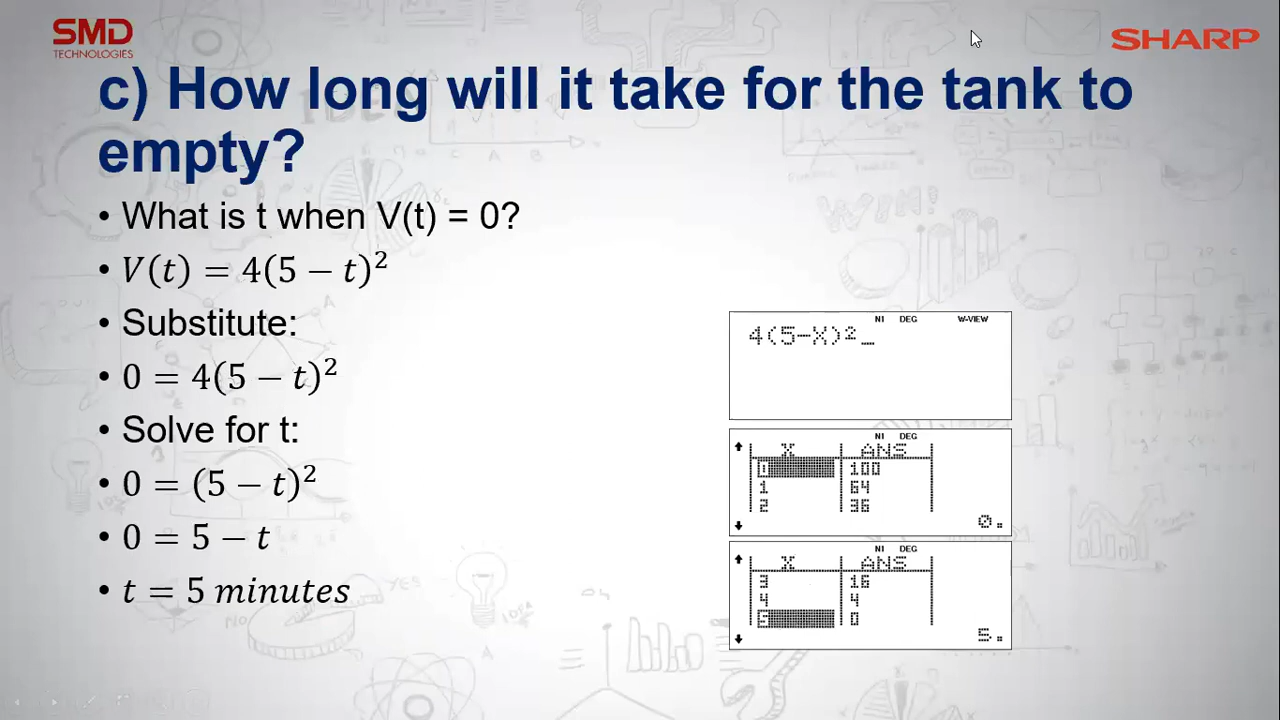 SMD
TECHNOLOGIES
SHARP
c) How long will it take for the tank to
empty?
• What is t when V(t) = 0?
• V(t) = 4(5 − t)²
• Substitute:
• 0 = 4(5 − t)²
• Solve for t:
• 0 = (5 − t)²
• 0 = 5 − t
• t = 5 minutes
N1 DEG W-VIEW
4(5-X)²_
N1 DEG
X ANS
0 100
1 64
2 36
0.
N1 DEG
X ANS
3 16
4 4
5 0
5.